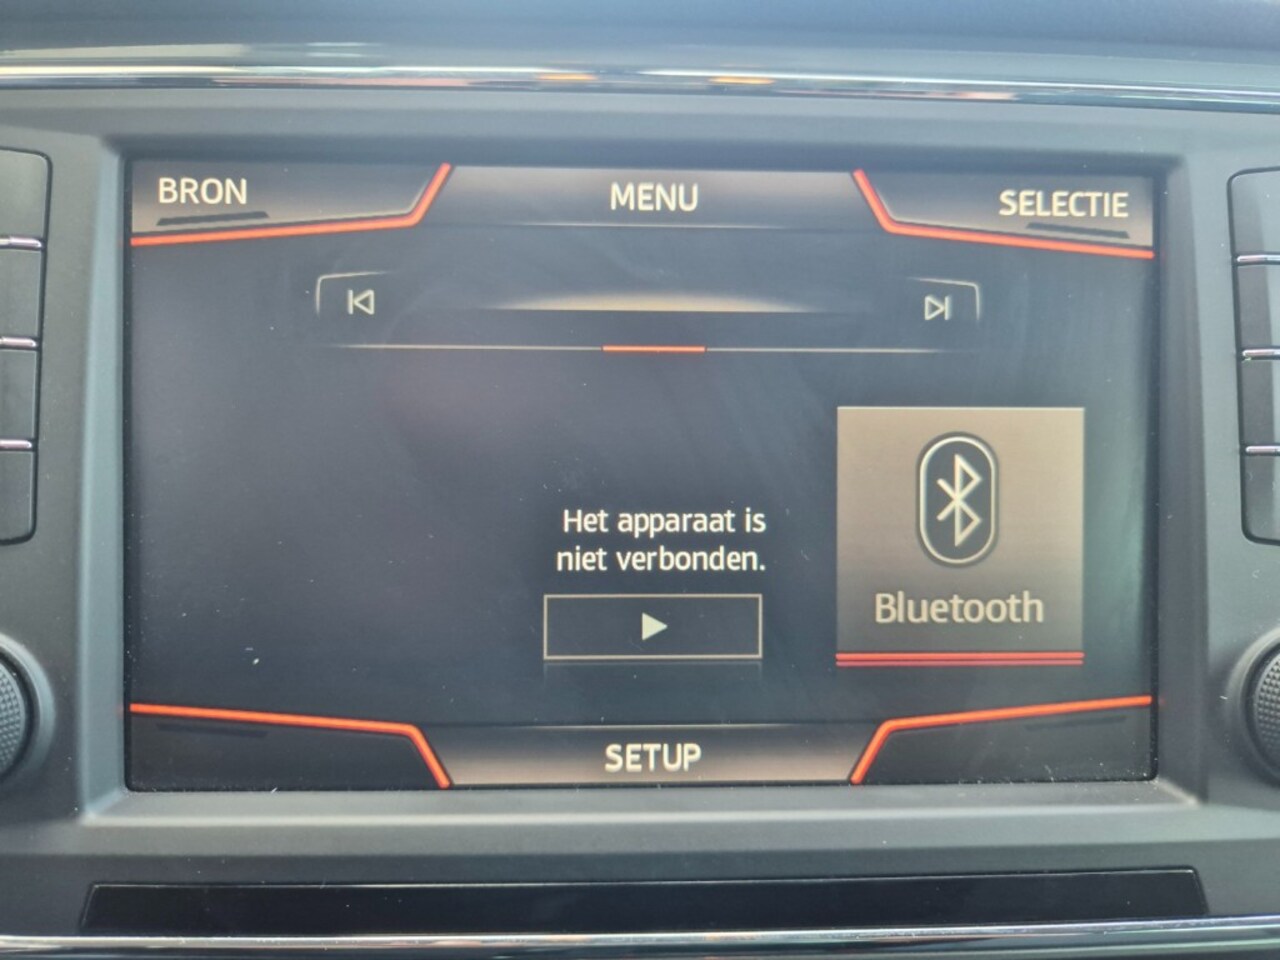 BRON
MENU
SELECTIE
Het apparaat is
niet verbonden.
Bluetooth
SETUP